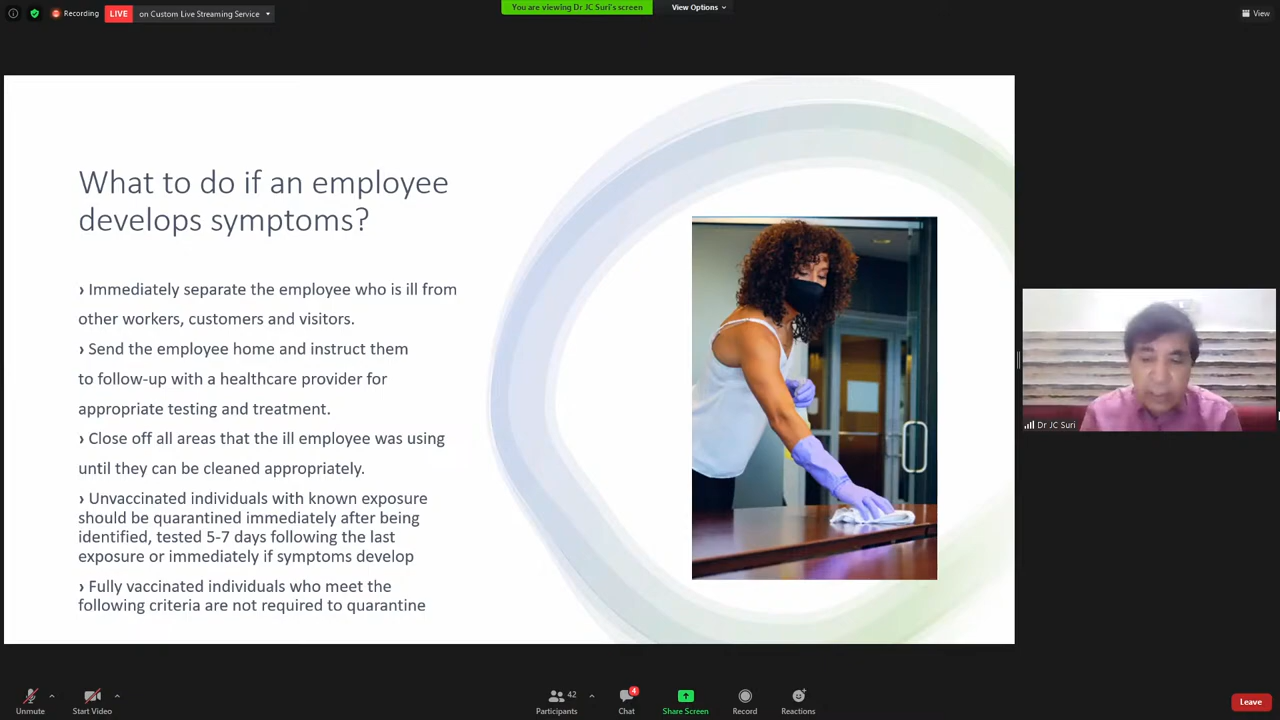 Recording
LIVE
on Custom Live Streaming Service
You are viewing Dr JC Suri's screen
View Options
View
What to do if an employee
develops symptoms?
› Immediately separate the employee who is ill from
other workers, customers and visitors.
› Send the employee home and instruct them
to follow-up with a healthcare provider for
appropriate testing and treatment.
› Close off all areas that the ill employee was using
until they can be cleaned appropriately.
› Unvaccinated individuals with known exposure
should be quarantined immediately after being
identified, tested 5-7 days following the last
exposure or immediately if symptoms develop
› Fully vaccinated individuals who meet the
following criteria are not required to quarantine
Dr JC Suri
Unmute
Start Video
42
Participants
4
Chat
Share Screen
Record
Reactions
Leave